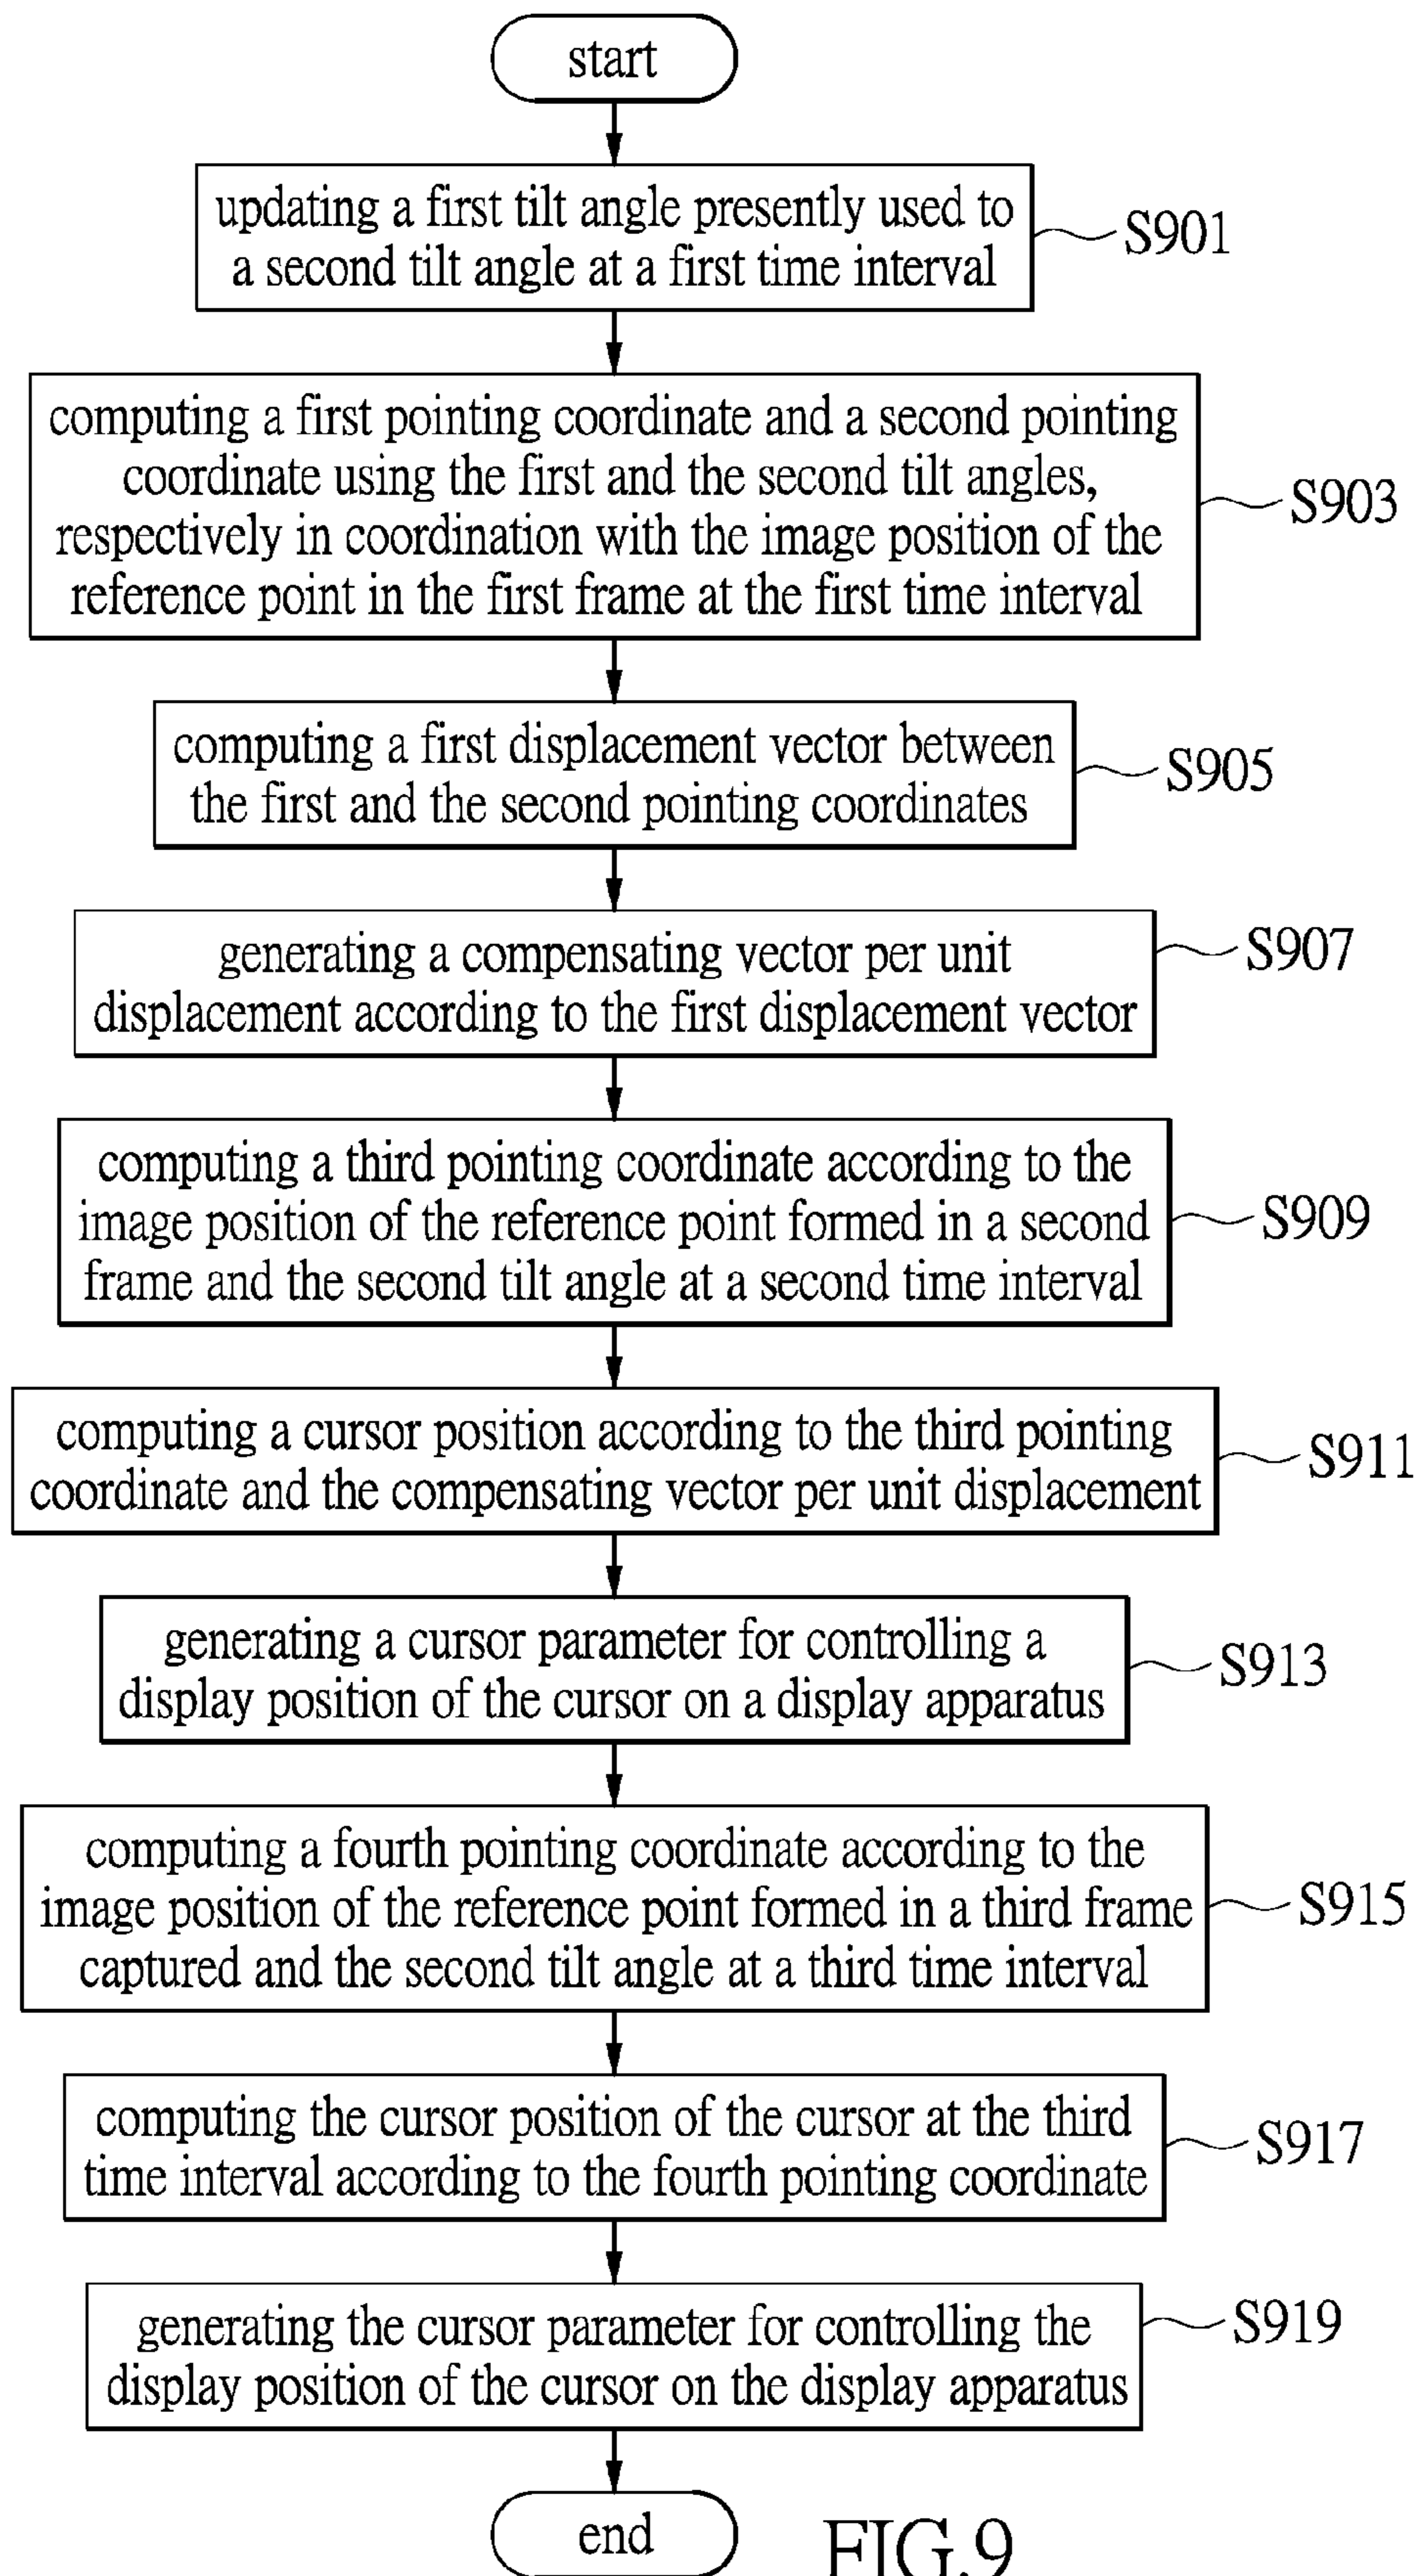 start
updating a first tilt angle presently used to
a second tilt angle at a first time interval
S901
computing a first pointing coordinate and a second pointing
coordinate using the first and the second tilt angles,
respectively in coordination with the image position of the
reference point in the first frame at the first time interval
S903
computing a first displacement vector between
the first and the second pointing coordinates
S905
generating a compensating vector per unit
displacement according to the first displacement vector
S907
computing a third pointing coordinate according to the
image position of the reference point formed in a second
frame and the second tilt angle at a second time interval
S909
computing a cursor position according to the third pointing
coordinate and the compensating vector per unit displacement
S911
generating a cursor parameter for controlling a
display position of the cursor on a display apparatus
S913
computing a fourth pointing coordinate according to the
image position of the reference point formed in a third frame
captured and the second tilt angle at a third time interval
S915
computing the cursor position of the cursor at the third
time interval according to the fourth pointing coordinate
S917
generating the cursor parameter for controlling the
display position of the cursor on the display apparatus
S919
end
FIG.9